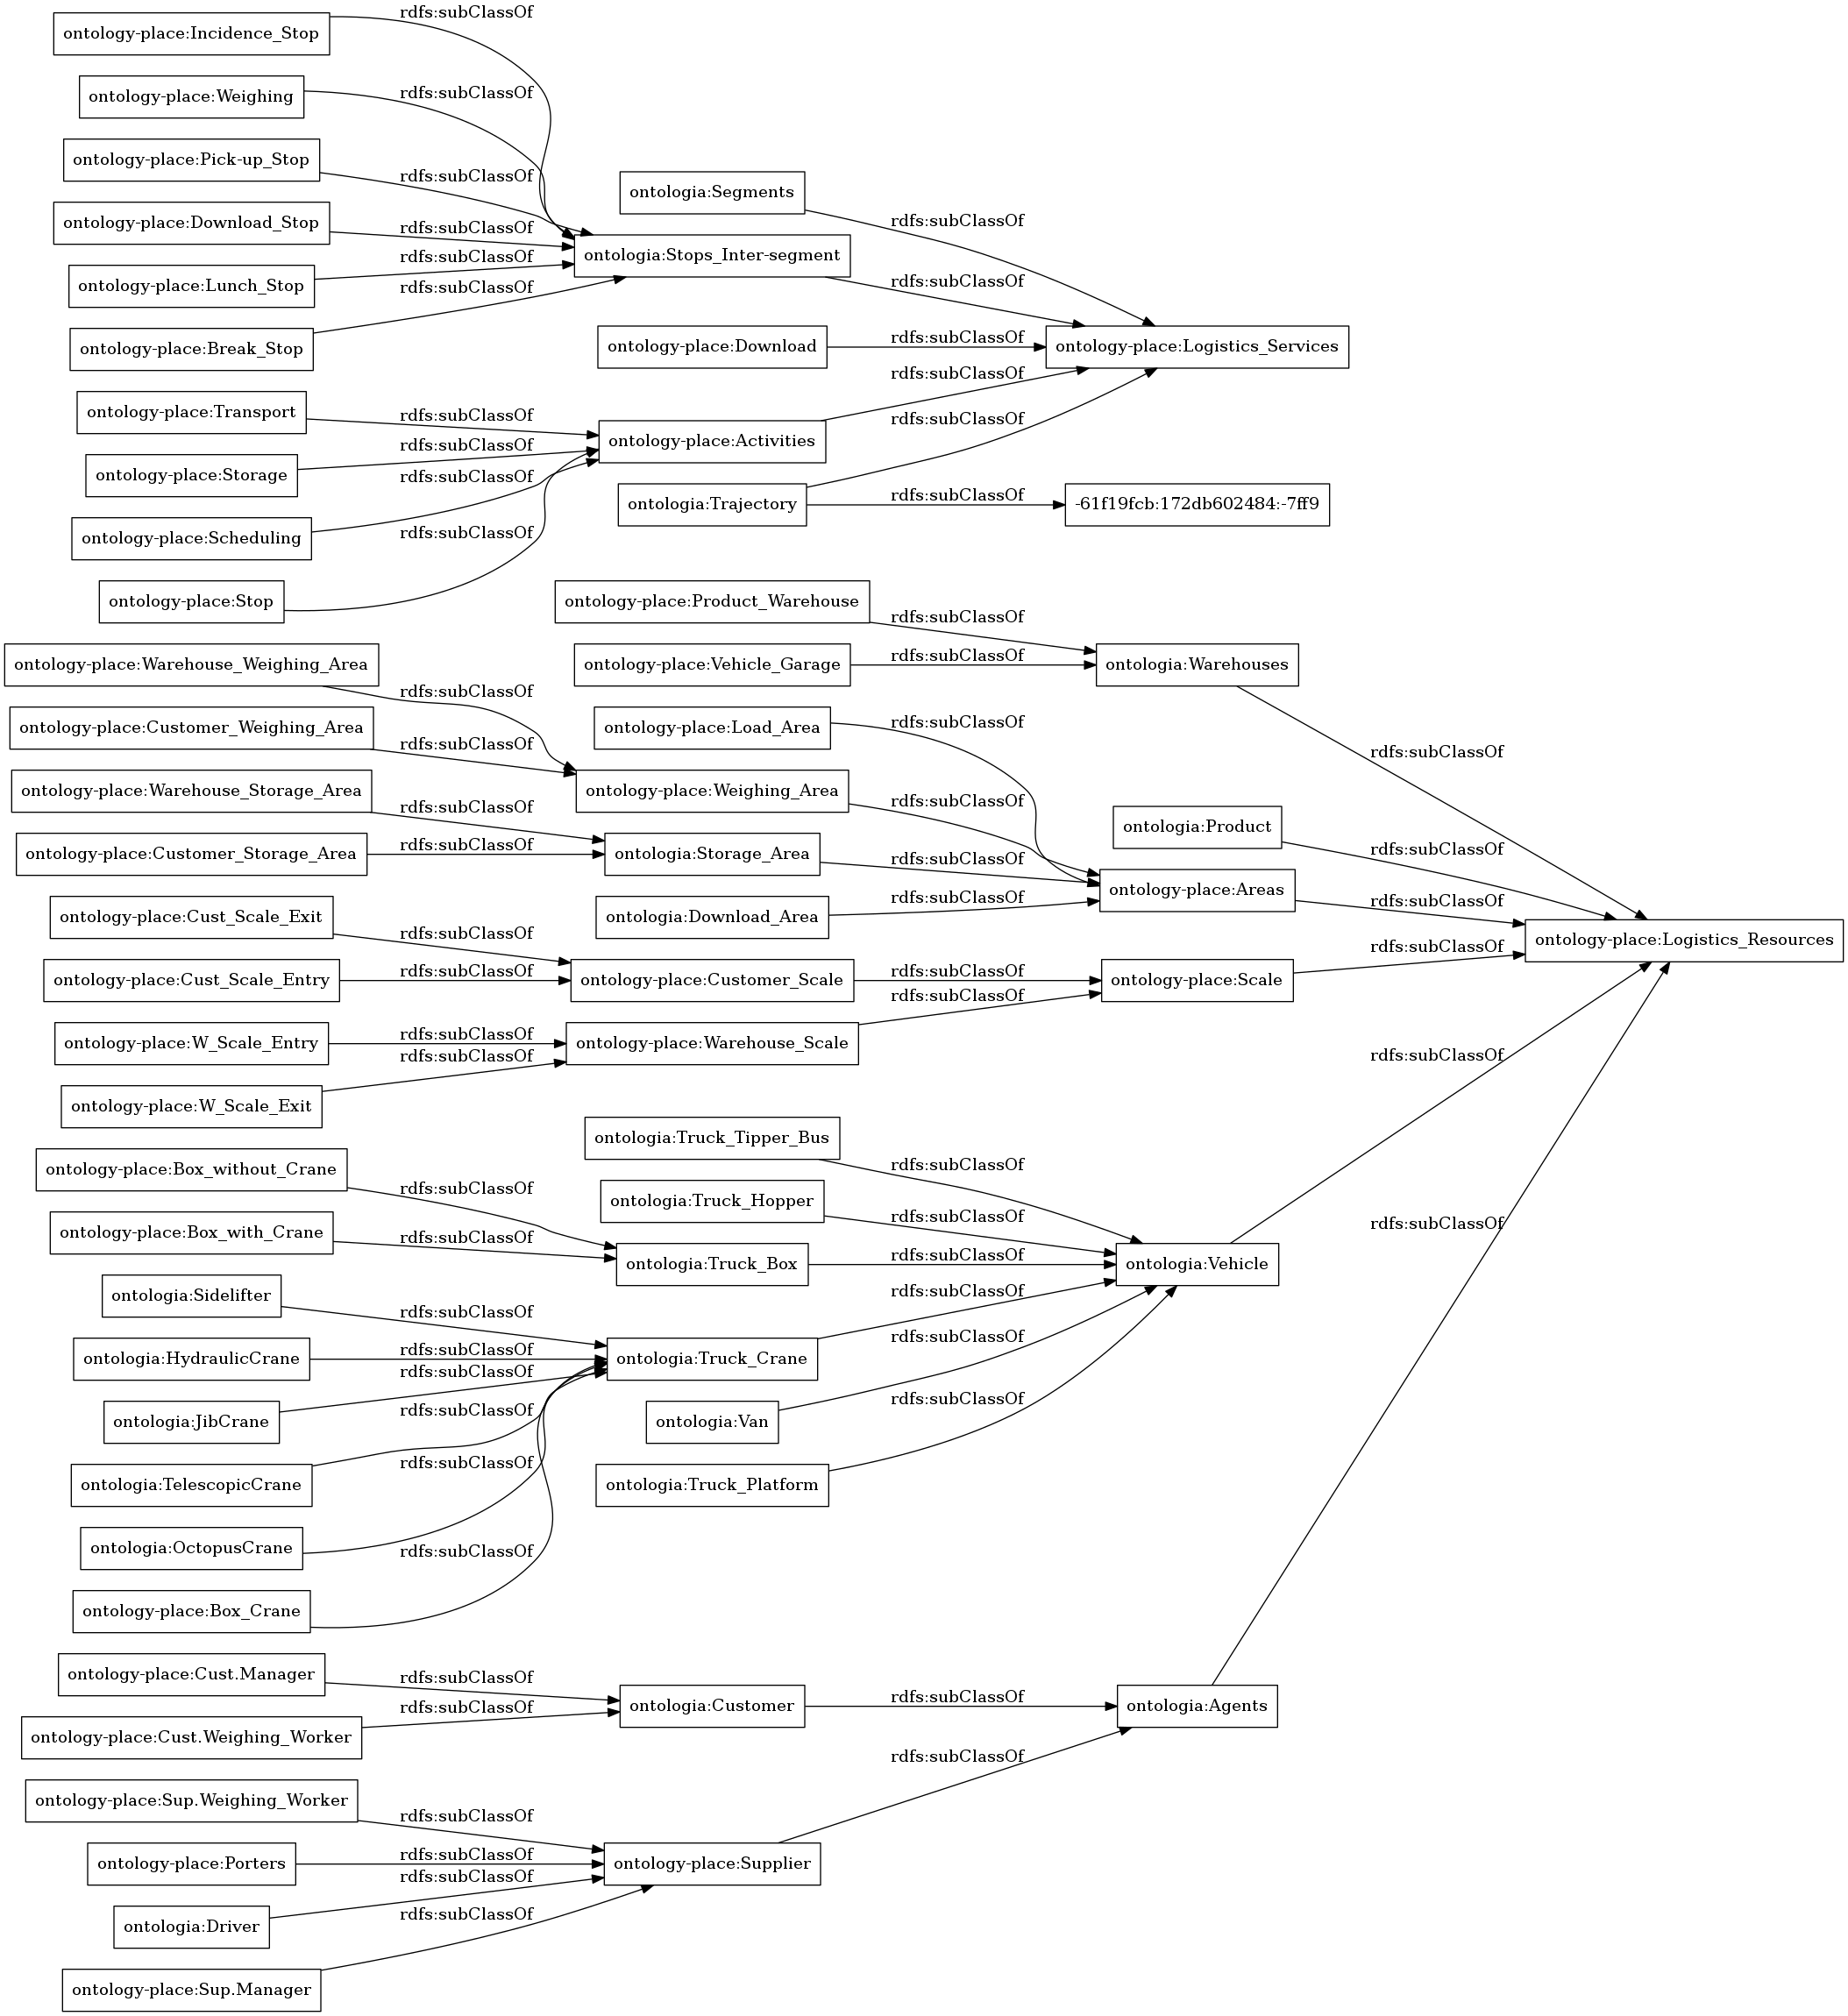 ontology-place:Incidence_Stop
rdfs:subClassOf
ontology-place:Weighing
rdfs:subClassOf
ontology-place:Pick-up_Stop
rdfs:subClassOf
ontology-place:Download_Stop
rdfs:subClassOf
ontology-place:Lunch_Stop
rdfs:subClassOf
ontology-place:Break_Stop
rdfs:subClassOf
ontology-place:Transport
rdfs:subClassOf
ontology-place:Storage
rdfs:subClassOf
ontology-place:Scheduling
rdfs:subClassOf
ontology-place:Stop
rdfs:subClassOf
ontologia:Segments
rdfs:subClassOf
ontologia:Stops_Inter-segment
rdfs:subClassOf
ontology-place:Download
rdfs:subClassOf
ontology-place:Logistics_Services
ontology-place:Activities
rdfs:subClassOf
ontologia:Trajectory
rdfs:subClassOf
rdfs:subClassOf
-61f19fcb:172db602484:-7ff9
ontology-place:Product_Warehouse
rdfs:subClassOf
ontology-place:Vehicle_Garage
rdfs:subClassOf
ontologia:Warehouses
rdfs:subClassOf
ontology-place:Warehouse_Weighing_Area
rdfs:subClassOf
ontology-place:Customer_Weighing_Area
rdfs:subClassOf
ontology-place:Warehouse_Storage_Area
rdfs:subClassOf
ontology-place:Customer_Storage_Area
rdfs:subClassOf
ontology-place:Load_Area
rdfs:subClassOf
ontology-place:Weighing_Area
rdfs:subClassOf
ontologia:Storage_Area
rdfs:subClassOf
ontologia:Download_Area
rdfs:subClassOf
ontologia:Product
rdfs:subClassOf
ontology-place:Areas
rdfs:subClassOf
ontology-place:Logistics_Resources
ontology-place:Cust_Scale_Exit
rdfs:subClassOf
ontology-place:Cust_Scale_Entry
rdfs:subClassOf
ontology-place:Customer_Scale
rdfs:subClassOf
ontology-place:Scale
rdfs:subClassOf
ontology-place:W_Scale_Entry
rdfs:subClassOf
ontology-place:W_Scale_Exit
rdfs:subClassOf
ontology-place:Warehouse_Scale
rdfs:subClassOf
ontology-place:Box_without_Crane
rdfs:subClassOf
ontology-place:Box_with_Crane
rdfs:subClassOf
ontologia:Truck_Tipper_Bus
rdfs:subClassOf
ontologia:Truck_Hopper
rdfs:subClassOf
ontologia:Truck_Box
rdfs:subClassOf
ontologia:Vehicle
rdfs:subClassOf
ontologia:Sidelifter
rdfs:subClassOf
ontologia:HydraulicCrane
rdfs:subClassOf
ontologia:JibCrane
rdfs:subClassOf
ontologia:TelescopicCrane
rdfs:subClassOf
ontologia:OctopusCrane
rdfs:subClassOf
ontology-place:Box_Crane
rdfs:subClassOf
ontologia:Truck_Crane
rdfs:subClassOf
ontologia:Van
rdfs:subClassOf
ontologia:Truck_Platform
rdfs:subClassOf
ontology-place:Cust.Manager
rdfs:subClassOf
ontology-place:Cust.Weighing_Worker
rdfs:subClassOf
ontologia:Customer
rdfs:subClassOf
ontologia:Agents
rdfs:subClassOf
ontology-place:Sup.Weighing_Worker
rdfs:subClassOf
ontology-place:Porters
rdfs:subClassOf
ontologia:Driver
rdfs:subClassOf
ontology-place:Sup.Manager
rdfs:subClassOf
ontology-place:Supplier
rdfs:subClassOf